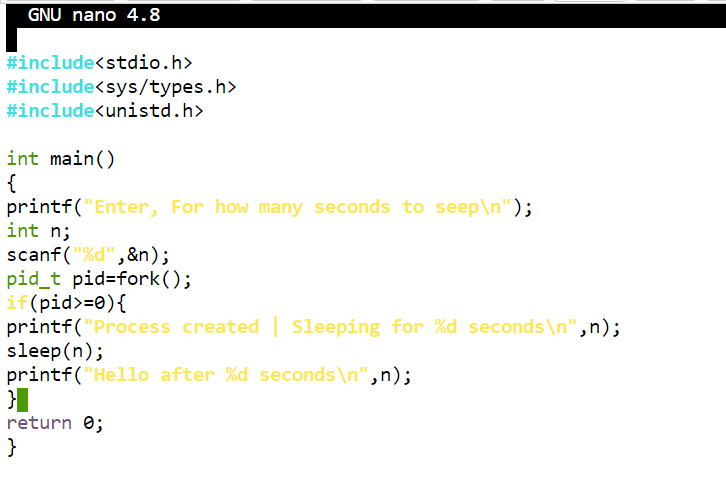 GNU nano 4.8
#include<stdio.h>
#include<sys/types.h>
#include<unistd.h>
int main()
{
printf("Enter, For how many seconds to seep\n");
int n;
scanf("%d",&n);
pid_t pid=fork();
if(pid>=0){
printf("Process created | Sleeping for %d seconds\n",n);
sleep(n);
printf("Hello after %d seconds\n",n);
}
return 0;
}